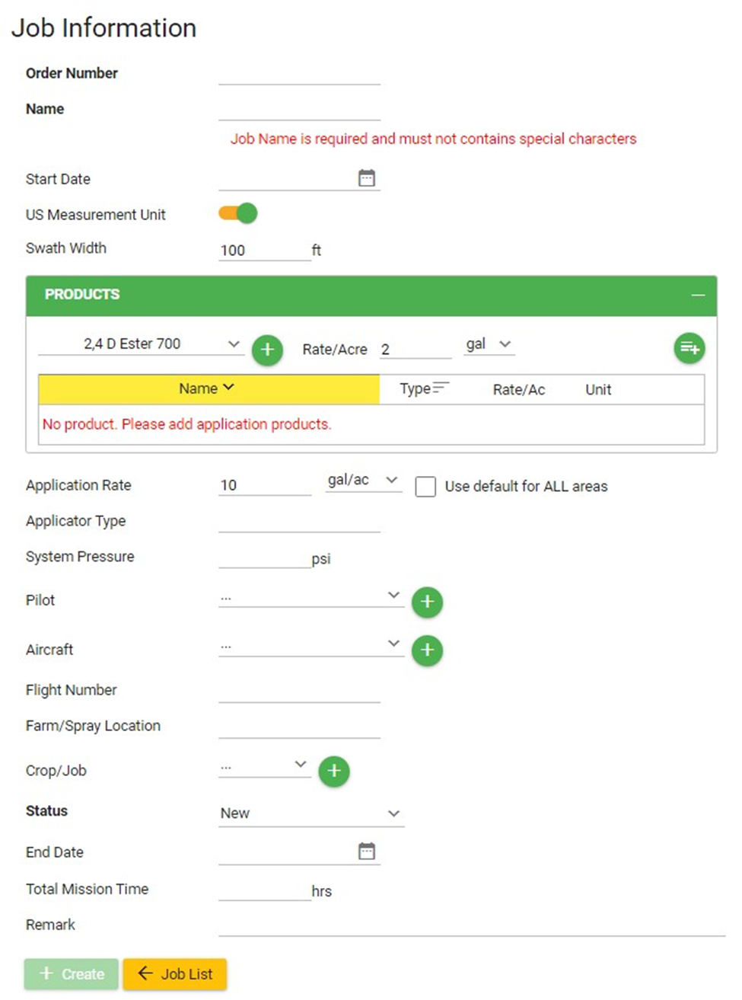 Job Information
Order Number
Name
Job Name is required and must not contains special characters
Start Date
US Measurement Unit
Swath Width 100 ft
PRODUCTS
2,4 D Ester 700 Rate/Acre 2 gal
Name Type Rate/Ac Unit
No product. Please add application products.
Application Rate 10 gal/ac Use default for ALL areas
Applicator Type
System Pressure psi
Pilot ...
Aircraft ...
Flight Number
Farm/Spray Location
Crop/Job ...
Status New
End Date
Total Mission Time hrs
Remark
+ Create ← Job List